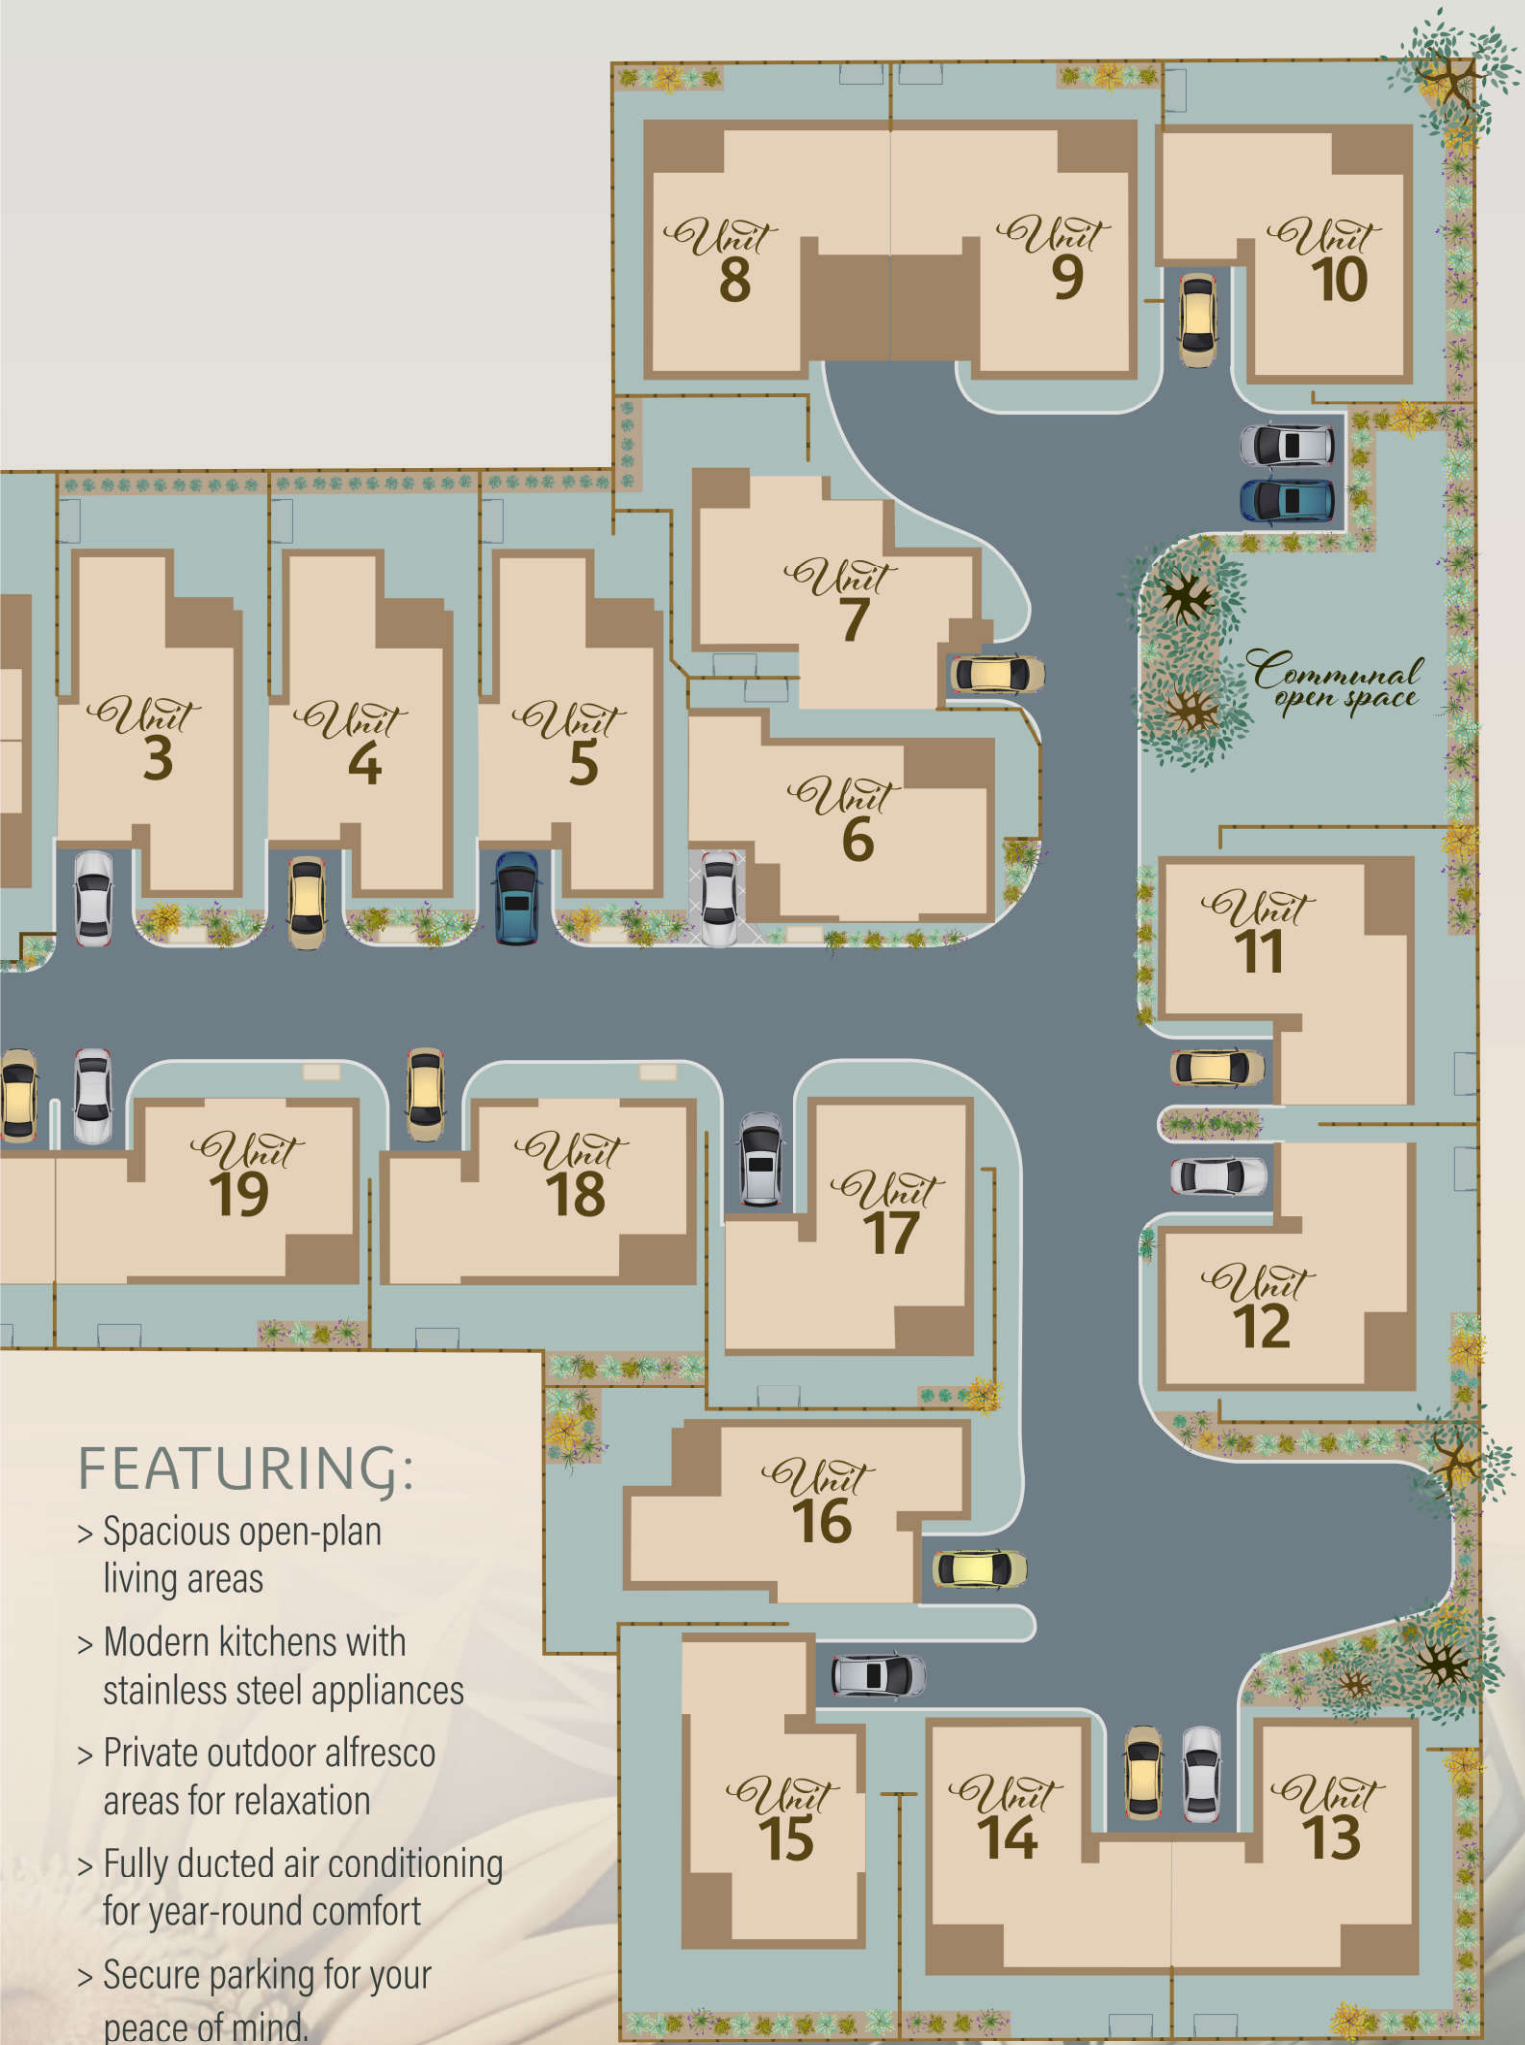 Unit
8
Unit
9
Unit
10
Unit
7
Communal
open space
Unit
3
Unit
4
Unit
5
Unit
6
Unit
11
Unit
19
Unit
18
Unit
17
Unit
12
Unit
16
Unit
15
Unit
14
Unit
13
FEATURING:
> Spacious open-plan
living areas
> Modern kitchens with
stainless steel appliances
> Private outdoor alfresco
areas for relaxation
> Fully ducted air conditioning
for year-round comfort
> Secure parking for your
peace of mind.